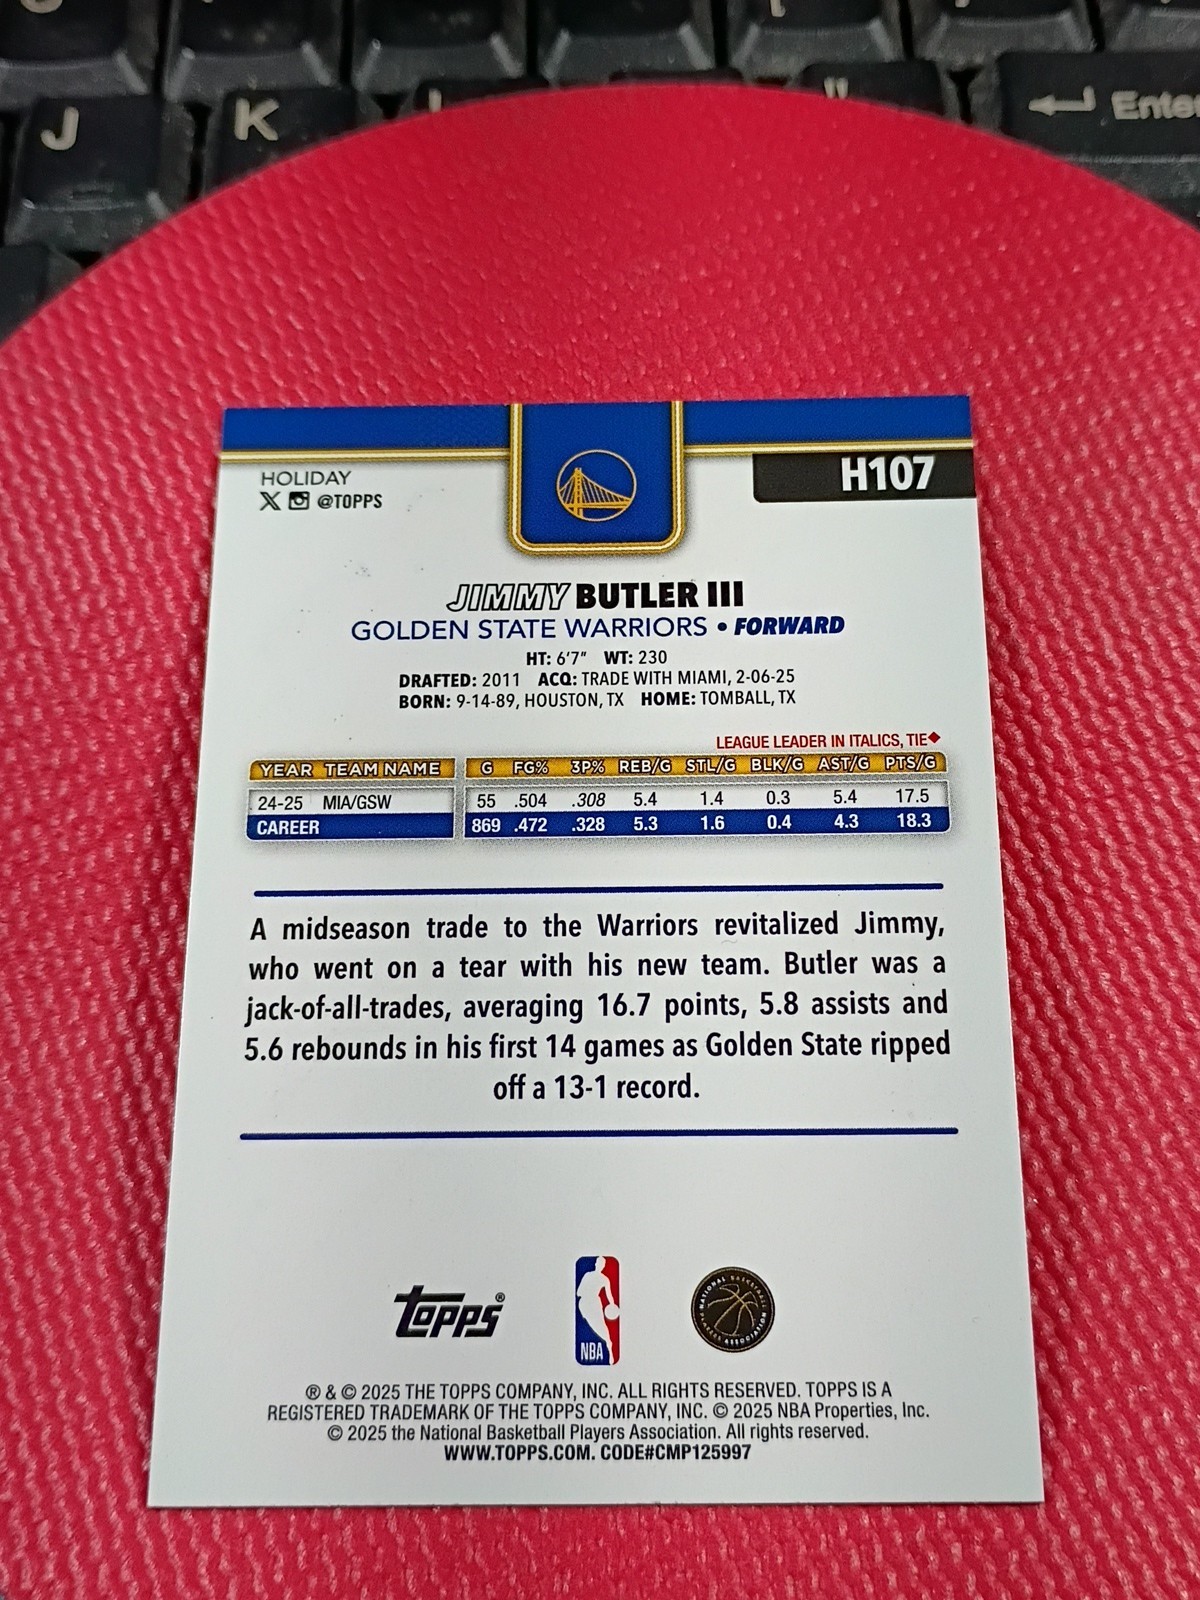 J K Enter
HOLIDAY
X @TOPPS
H107
JIMMY BUTLER III
GOLDEN STATE WARRIORS • FORWARD
HT: 6'7" WT: 230
DRAFTED: 2011 ACQ: TRADE WITH MIAMI, 2-06-25
BORN: 9-14-89, HOUSTON, TX HOME: TOMBALL, TX
LEAGUE LEADER IN ITALICS, TIE◆
YEAR TEAM NAME G FG% 3P% REB/G STL/G BLK/G AST/G PTS/G
24-25 MIA/GSW 55 .504 .308 5.4 1.4 0.3 5.4 17.5
CAREER 869 .472 .328 5.3 1.6 0.4 4.3 18.3
A midseason trade to the Warriors revitalized Jimmy,
who went on a tear with his new team. Butler was a
jack-of-all-trades, averaging 16.7 points, 5.8 assists and
5.6 rebounds in his first 14 games as Golden State ripped
off a 13-1 record.
topps®
NBA
NATIONAL BASKETBALL
PLAYERS ASSOCIATION
® & © 2025 THE TOPPS COMPANY, INC. ALL RIGHTS RESERVED. TOPPS IS A
REGISTERED TRADEMARK OF THE TOPPS COMPANY, INC. © 2025 NBA Properties, Inc.
© 2025 the National Basketball Players Association. All rights reserved.
WWW.TOPPS.COM. CODE#CMP125997